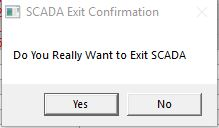 SCADA Exit Confirmation
Do You Really Want to Exit SCADA
Yes
No